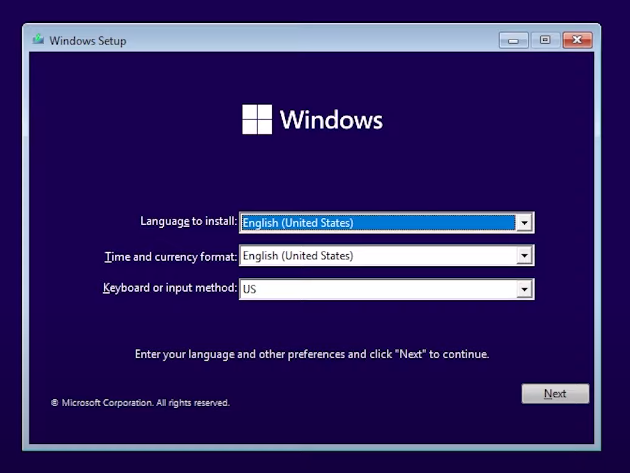 Windows Setup
Windows
Language to install: English (United States)
Time and currency format: English (United States)
Keyboard or input method: US
Enter your language and other preferences and click "Next" to continue.
Next
© Microsoft Corporation. All rights reserved.